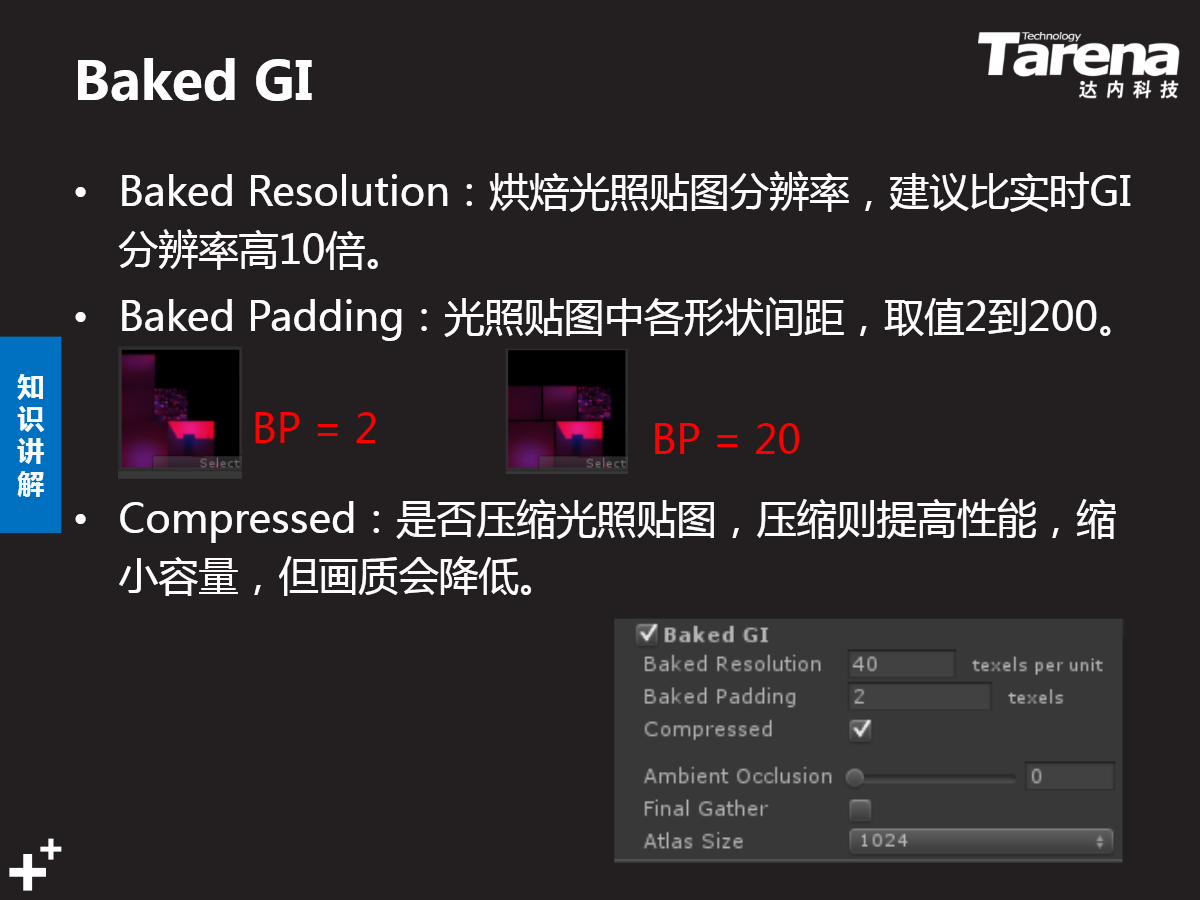 Baked GI
Technology
Tarena
达内科技
• Baked Resolution：烘焙光照贴图分辨率，建议比实时GI
分辨率高10倍。
• Baked Padding：光照贴图中各形状间距，取值2到200。
知识讲解
Select
BP = 2
Select
BP = 20
• Compressed：是否压缩光照贴图，压缩则提高性能，缩
小容量，但画质会降低。
Baked GI
Baked Resolution 40 texels per unit
Baked Padding 2 texels
Compressed
Ambient Occlusion 0
Final Gather
Atlas Size 1024